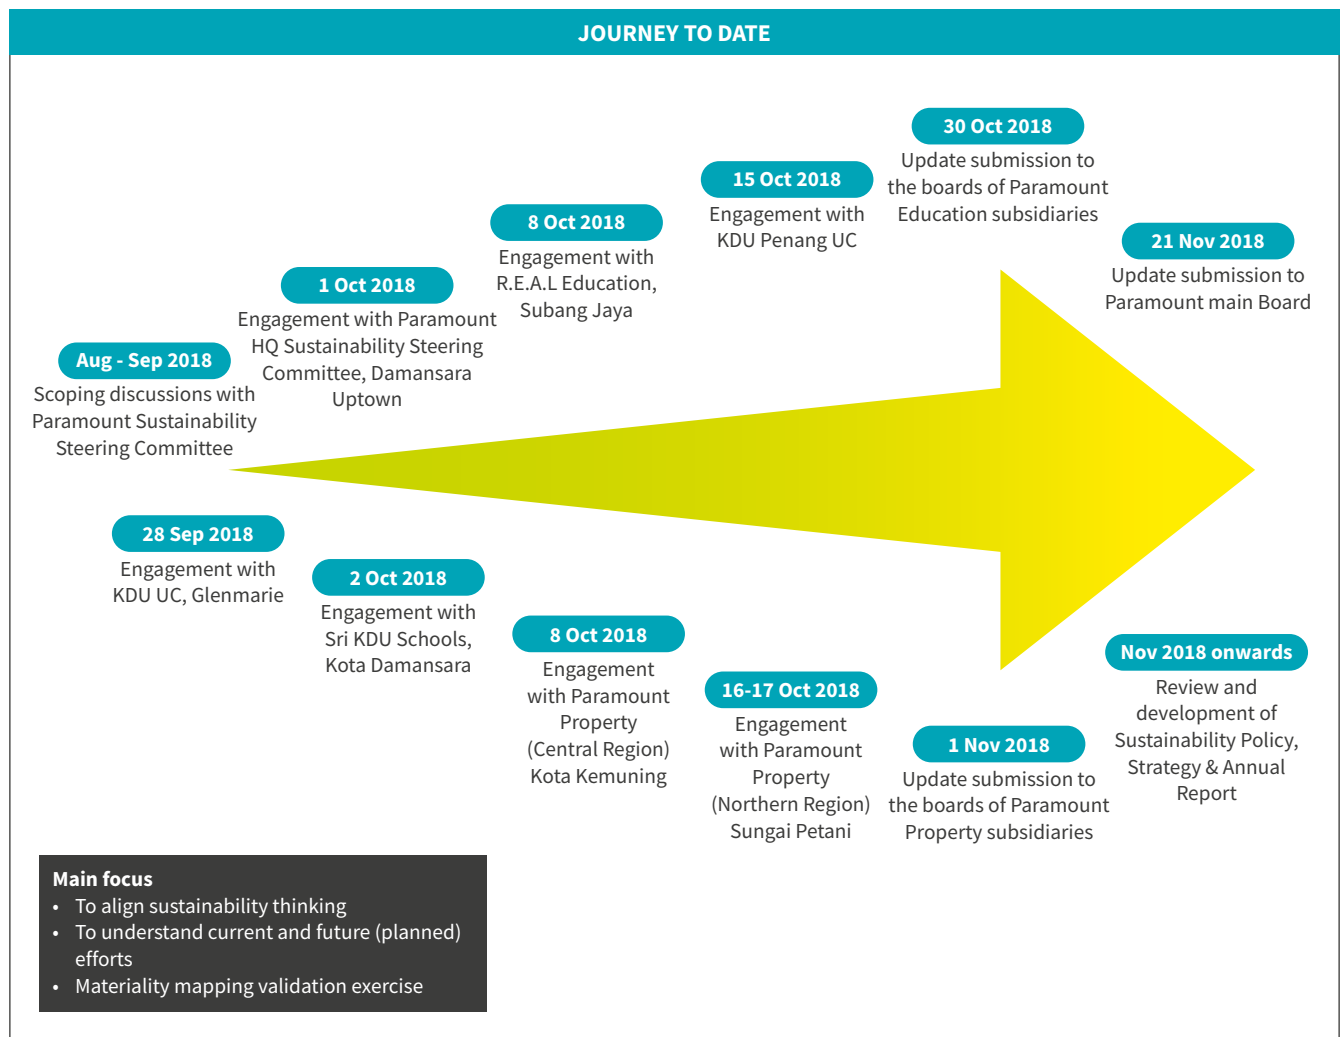 JOURNEY TO DATE
Aug - Sep 2018
Scoping discussions with
Paramount Sustainability
Steering Committee
1 Oct 2018
Engagement with Paramount
HQ Sustainability Steering
Committee, Damansara
Uptown
8 Oct 2018
Engagement with
R.E.A.L Education,
Subang Jaya
15 Oct 2018
Engagement with
KDU Penang UC
30 Oct 2018
Update submission to
the boards of Paramount
Education subsidiaries
21 Nov 2018
Update submission to
Paramount main Board
28 Sep 2018
Engagement with
KDU UC, Glenmarie
2 Oct 2018
Engagement with
Sri KDU Schools,
Kota Damansara
8 Oct 2018
Engagement
with Paramount
Property
(Central Region)
Kota Kemuning
16-17 Oct 2018
Engagement
with Paramount
Property
(Northern Region)
Sungai Petani
1 Nov 2018
Update submission to
the boards of Paramount
Property subsidiaries
Nov 2018 onwards
Review and
development of
Sustainability Policy,
Strategy & Annual
Report
Main focus
• To align sustainability thinking
• To understand current and future (planned)
efforts
• Materiality mapping validation exercise